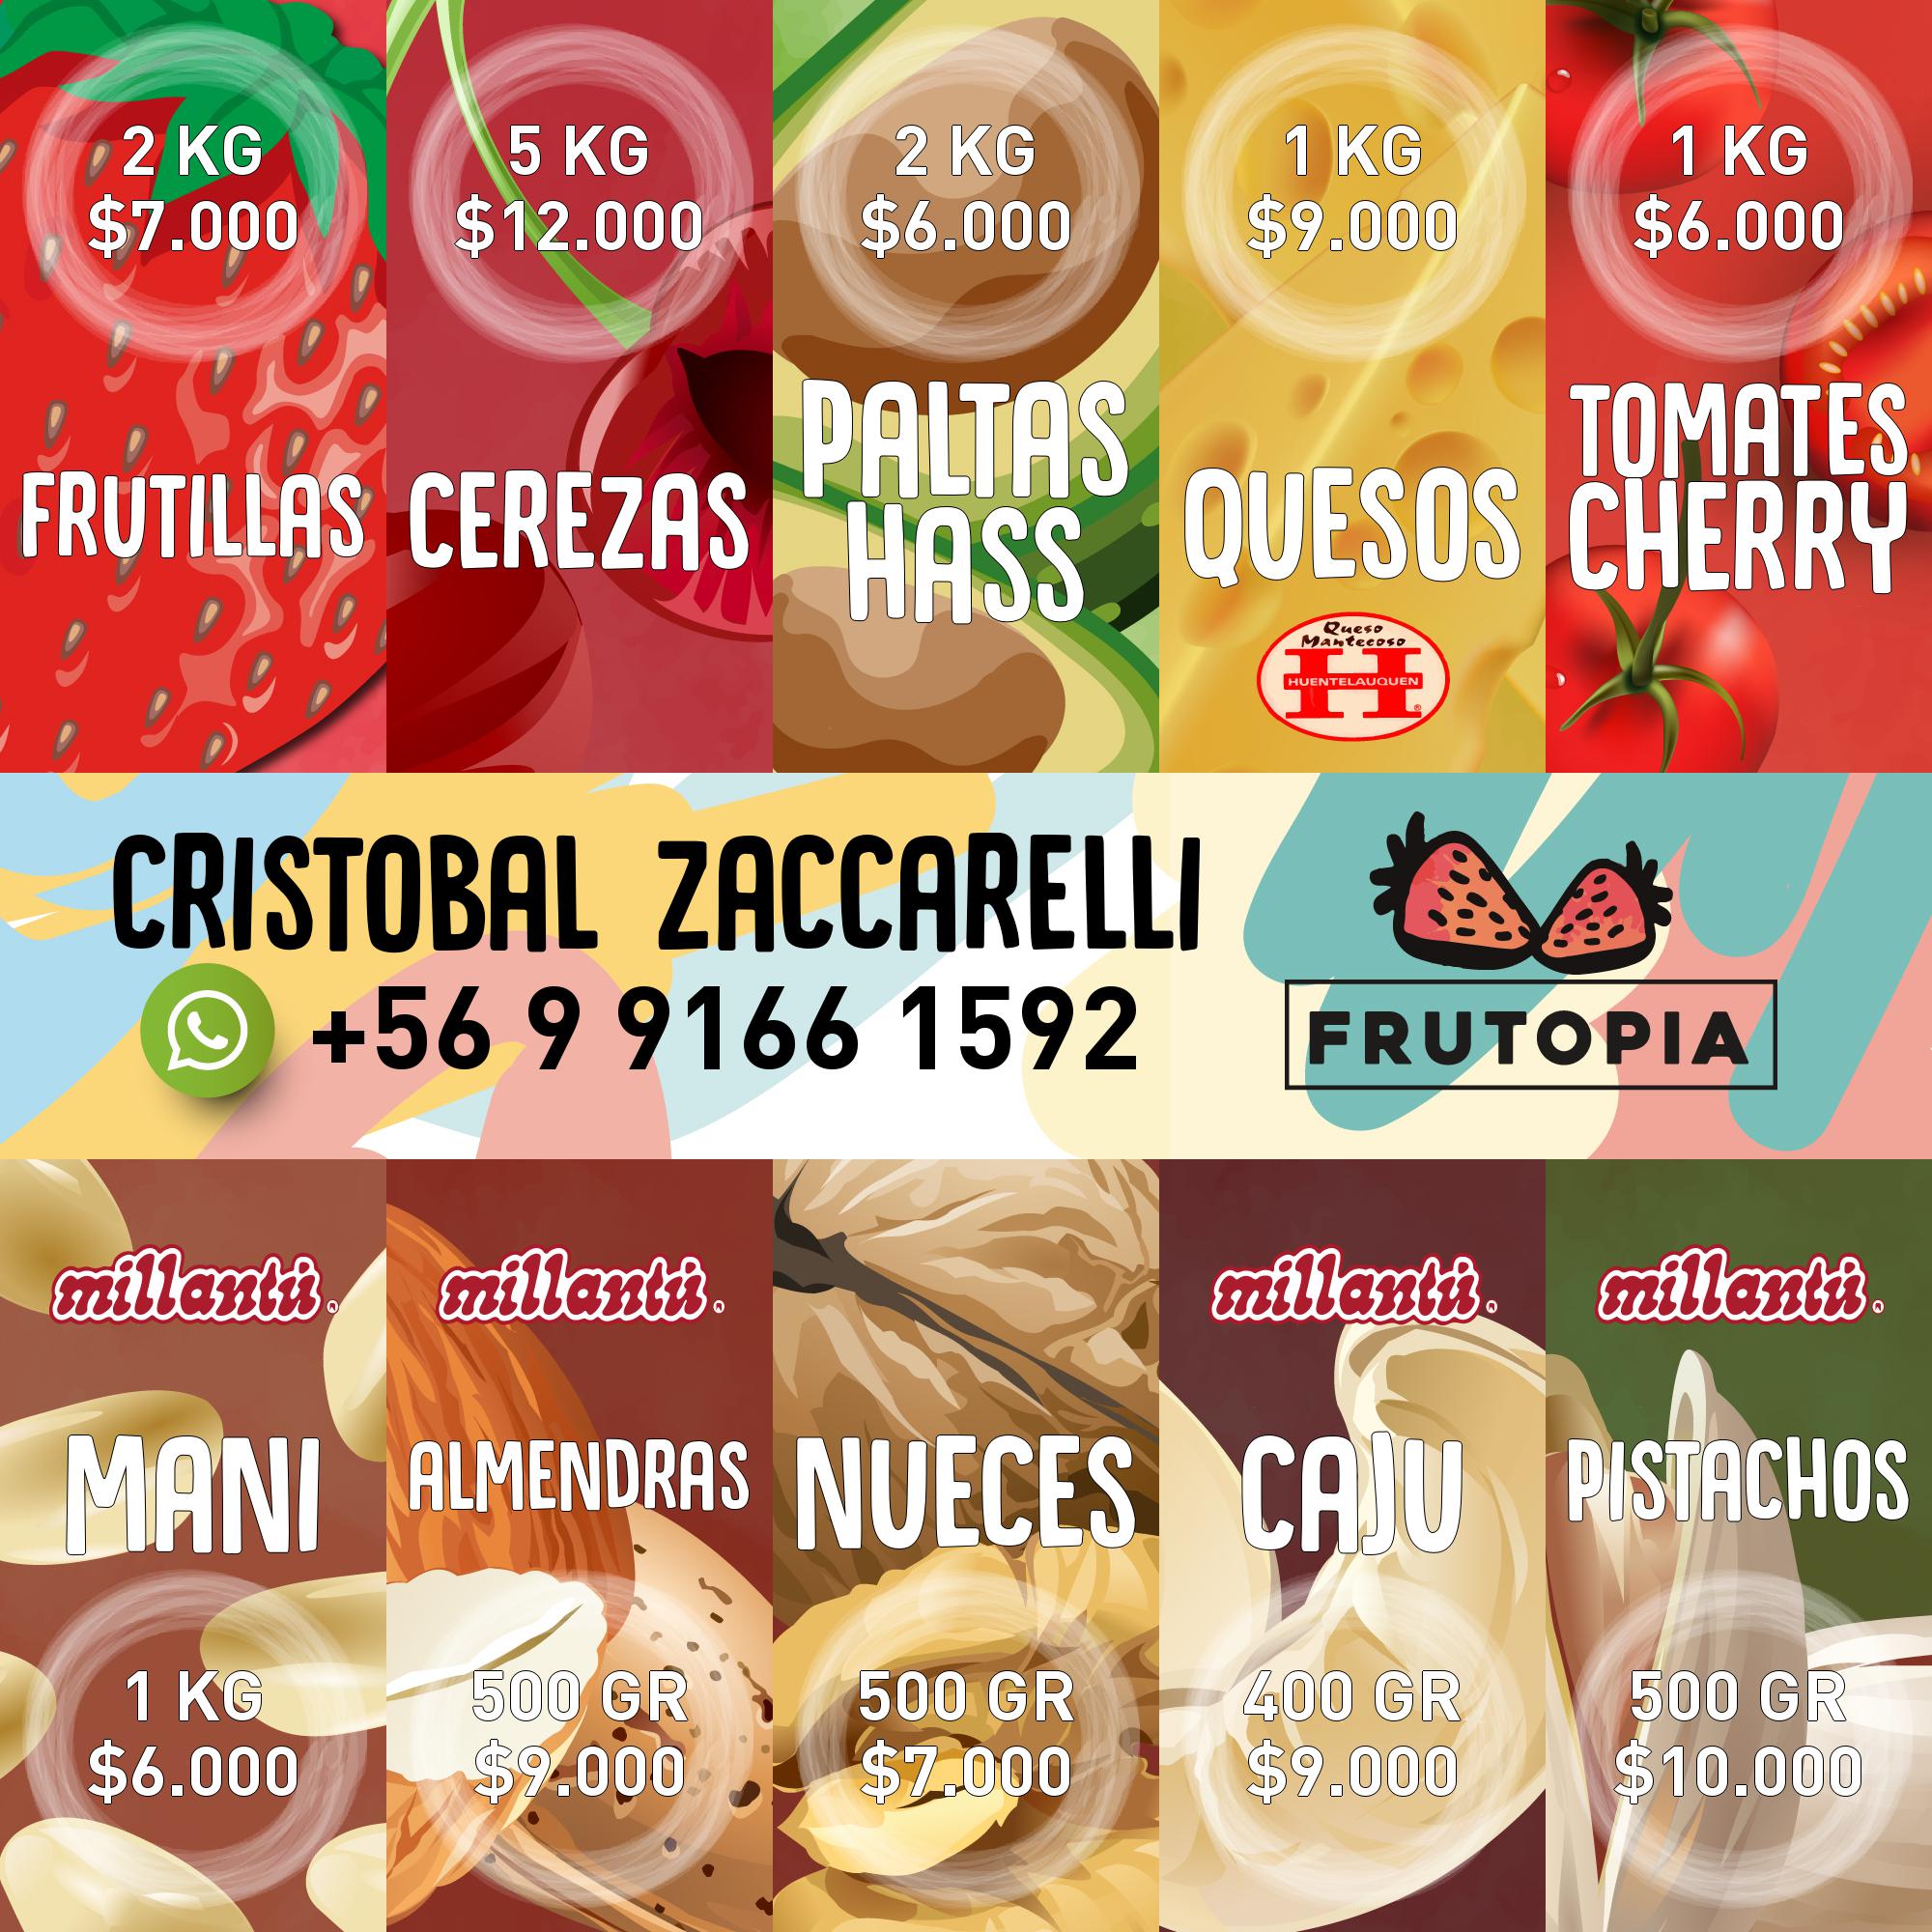 2 KG
$7.000
FRUTILLAS
5 KG
$12.000
CEREZAS
2 KG
$6.000
PALTAS
HASS
1 KG
$9.000
QUESOS
Queso
Mantecoso
H
HUENTELAUQUEN
®
1 KG
$6.000
TOMATES
CHERRY
CRISTOBAL ZACCARELLI
+56 9 9166 1592
FRUTOPIA
millantú®
MANI
1 KG
$6.000
millantú®
ALMENDRAS
500 GR
$9.000
NUECES
500 GR
$7.000
millantú®
CAJU
400 GR
$9.000
millantú®
PISTACHOS
500 GR
$10.000